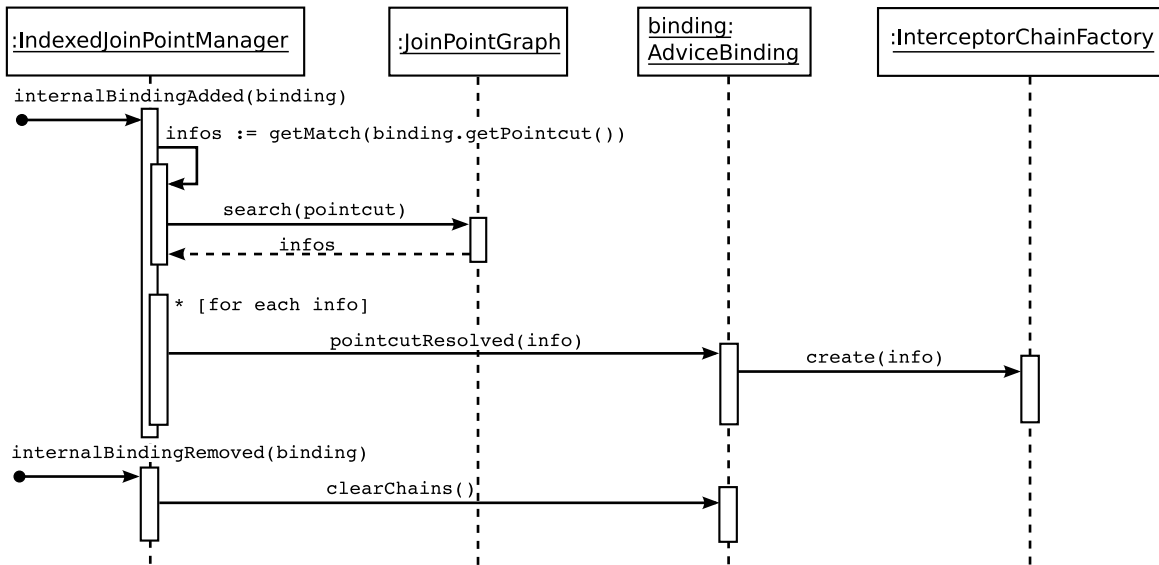 :IndexedJoinPointManager
:JoinPointGraph
binding:
AdviceBinding
:InterceptorChainFactory
internalBindingAdded(binding)
infos := getMatch(binding.getPointcut())
search(pointcut)
infos
* [for each info]
pointcutResolved(info)
create(info)
internalBindingRemoved(binding)
clearChains()